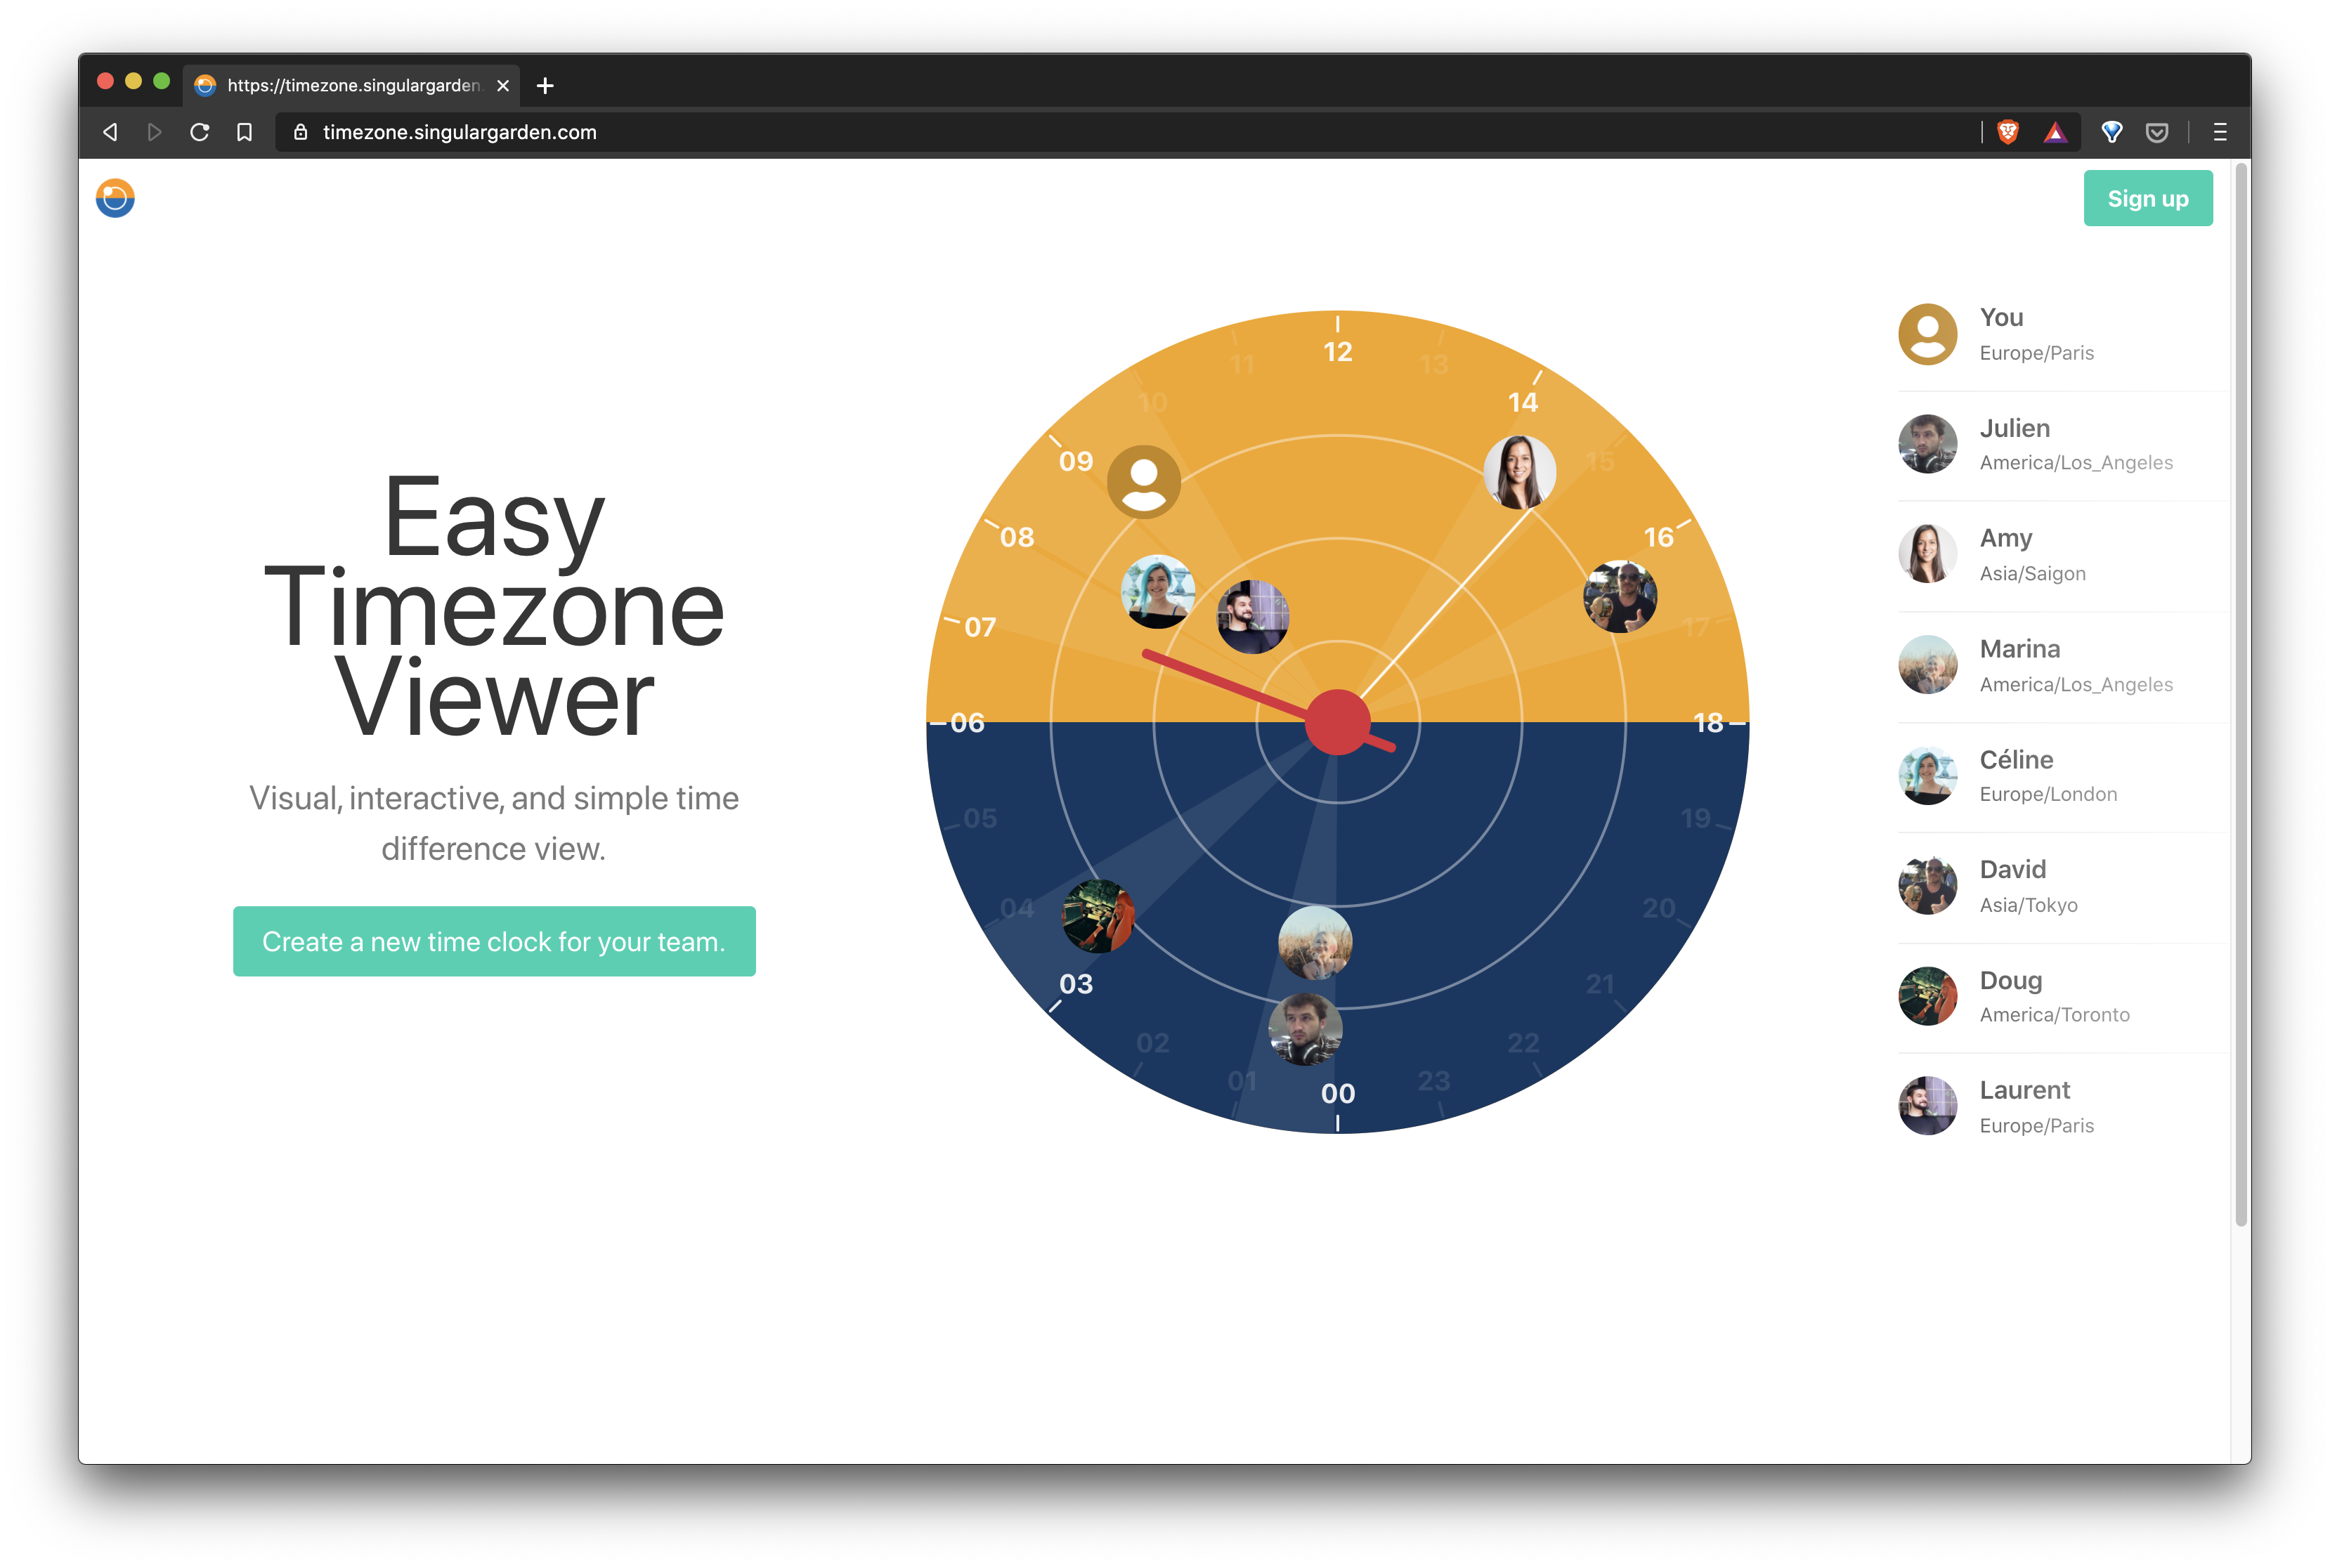 https://timezone.singulargarden
timezone.singulargarden.com
Sign up
Easy
Timezone
Viewer
Visual, interactive, and simple time
difference view.
Create a new time clock for your team.
12
11
13
10
14
09
15
08
16
07
17
06
18
05
19
04
20
03
21
02
22
01
23
00
You
Europe/Paris
Julien
America/Los_Angeles
Amy
Asia/Saigon
Marina
America/Los_Angeles
Céline
Europe/London
David
Asia/Tokyo
Doug
America/Toronto
Laurent
Europe/Paris